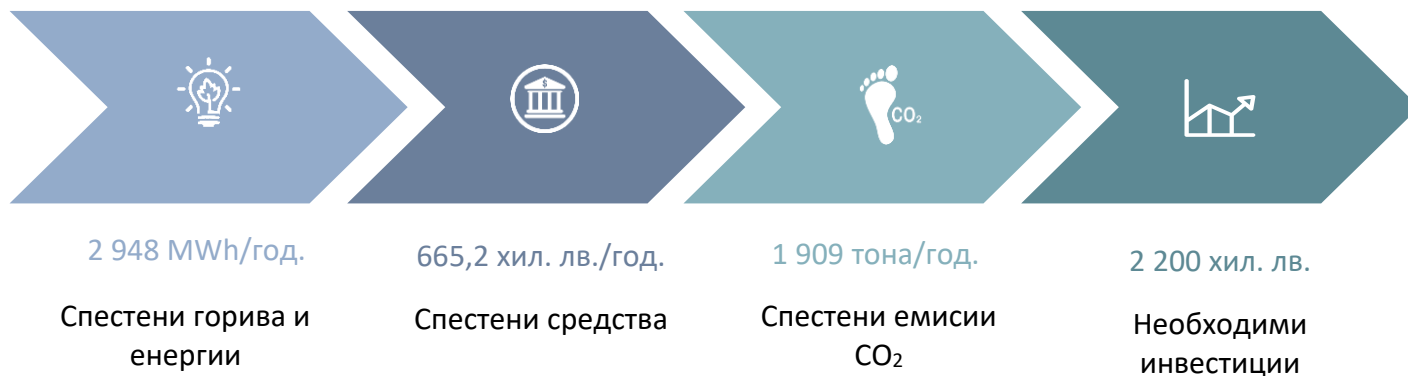 $
CO₂
2 948 MWh/год.
Спестени горива и
енергии
665,2 хил. лв./год.
Спестени средства
1 909 тона/год.
Спестени емисии
CO₂
2 200 хил. лв.
Необходими
инвестиции